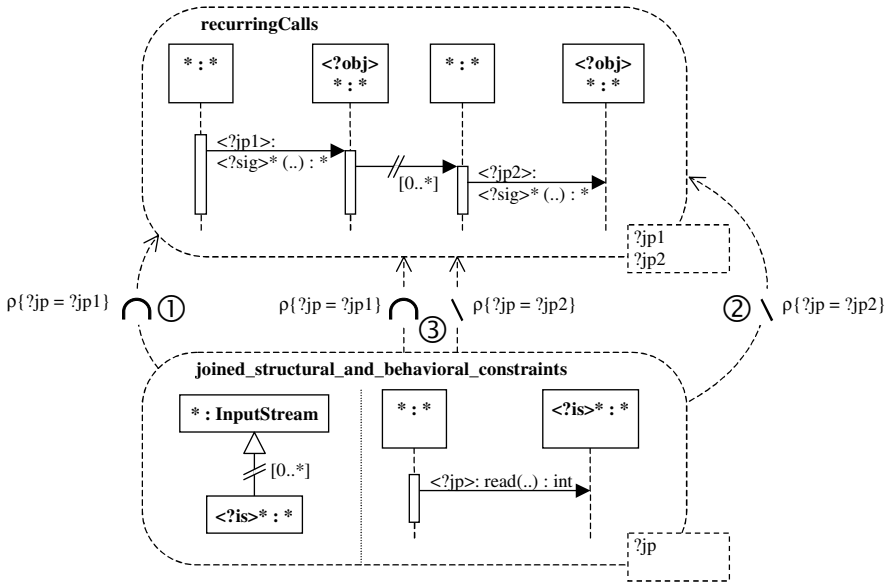 recurringCalls
* : *
<?obj>
* : *
* : *
<?obj>
* : *
<?jp1>:
<?sig>* (..) : *
[0..*]
<?jp2>:
<?sig>* (..) : *
?jp1
?jp2
ρ{?jp = ?jp1}
①
ρ{?jp = ?jp1}
③
ρ{?jp = ?jp2}
②
ρ{?jp = ?jp2}
joined_structural_and_behavioral_constraints
* : InputStream
[0..*]
<?is>* : *
* : *
<?is>* : *
<?jp>: read(..) : int
?jp